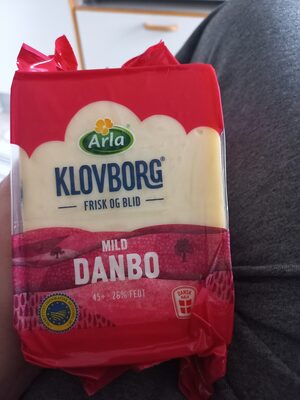 Arla
KLOVBORG®
FRISK OG BLID
MILD
DANBO
45+ · 26% FEDT